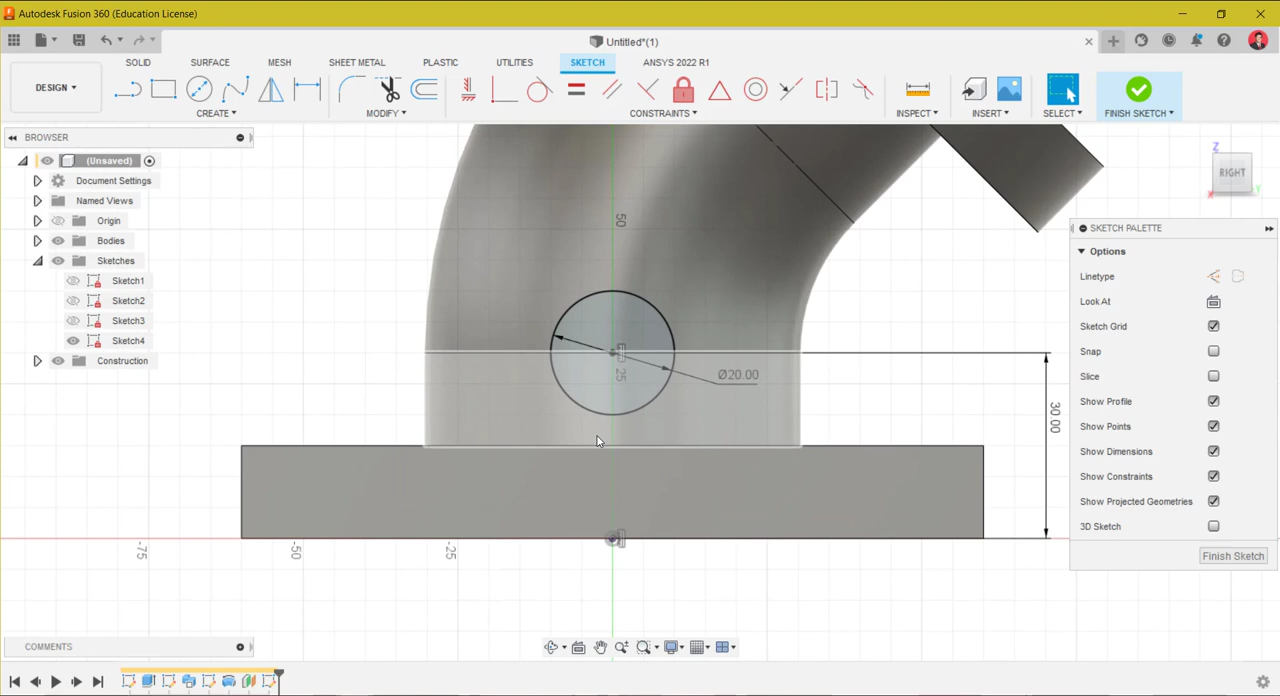 Autodesk Fusion 360 (Education License)
Untitled*(1)
SOLID SURFACE MESH SHEET METAL PLASTIC UTILITIES SKETCH ANSYS 2022 R1
DESIGN
CREATE MODIFY CONSTRAINTS INSPECT INSERT SELECT FINISH SKETCH
BROWSER
(Unsaved)
Document Settings
Named Views
Origin
Bodies
Sketches
Sketch1
Sketch2
Sketch3
Sketch4
Construction
Z
RIGHT
X
Y
50
25
Ø20.00
30.00
-75
-50
-25
SKETCH PALETTE
Options
Linetype
Look At
Sketch Grid
Snap
Slice
Show Profile
Show Points
Show Dimensions
Show Constraints
Show Projected Geometries
3D Sketch
Finish Sketch
COMMENTS